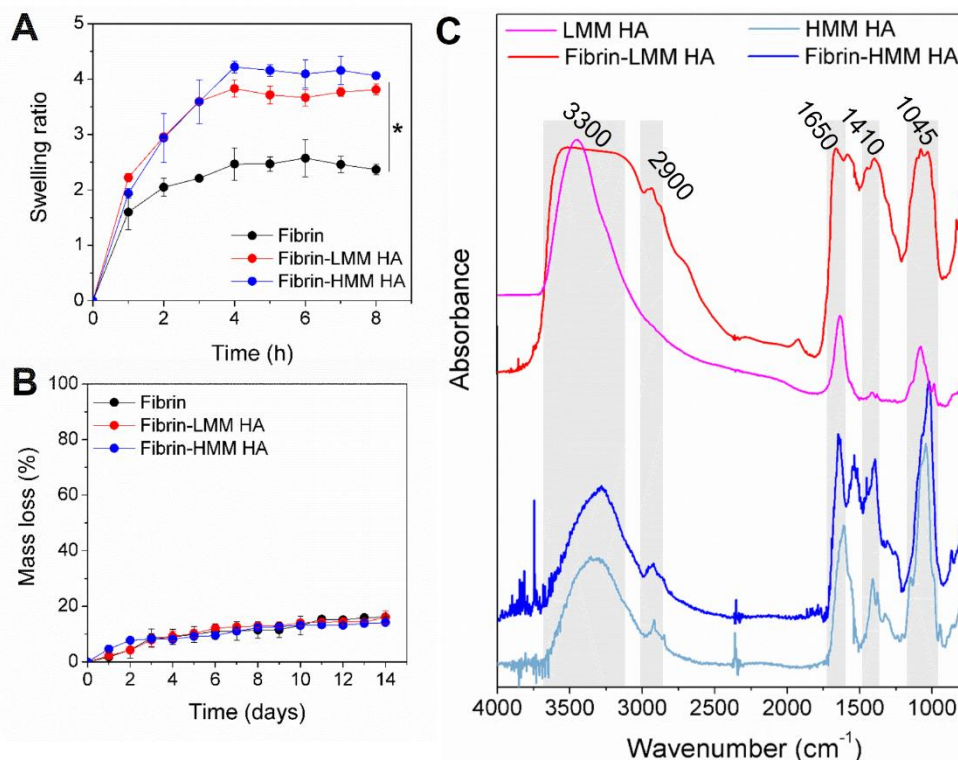 A
Swelling ratio
5
4
3
2
1
0
*
Fibrin
Fibrin-LMM HA
Fibrin-HMM HA
0 2 4 6 8
Time (h)
B
Mass loss (%)
100
80
60
40
20
0
Fibrin
Fibrin-LMM HA
Fibrin-HMM HA
0 2 4 6 8 10 12 14
Time (days)
C
LMM HA HMM HA
Fibrin-LMM HA Fibrin-HMM HA
Absorbance
3300
2900
1650
1410
1045
4000 3500 3000 2500 2000 1500 1000
Wavenumber (cm⁻¹)